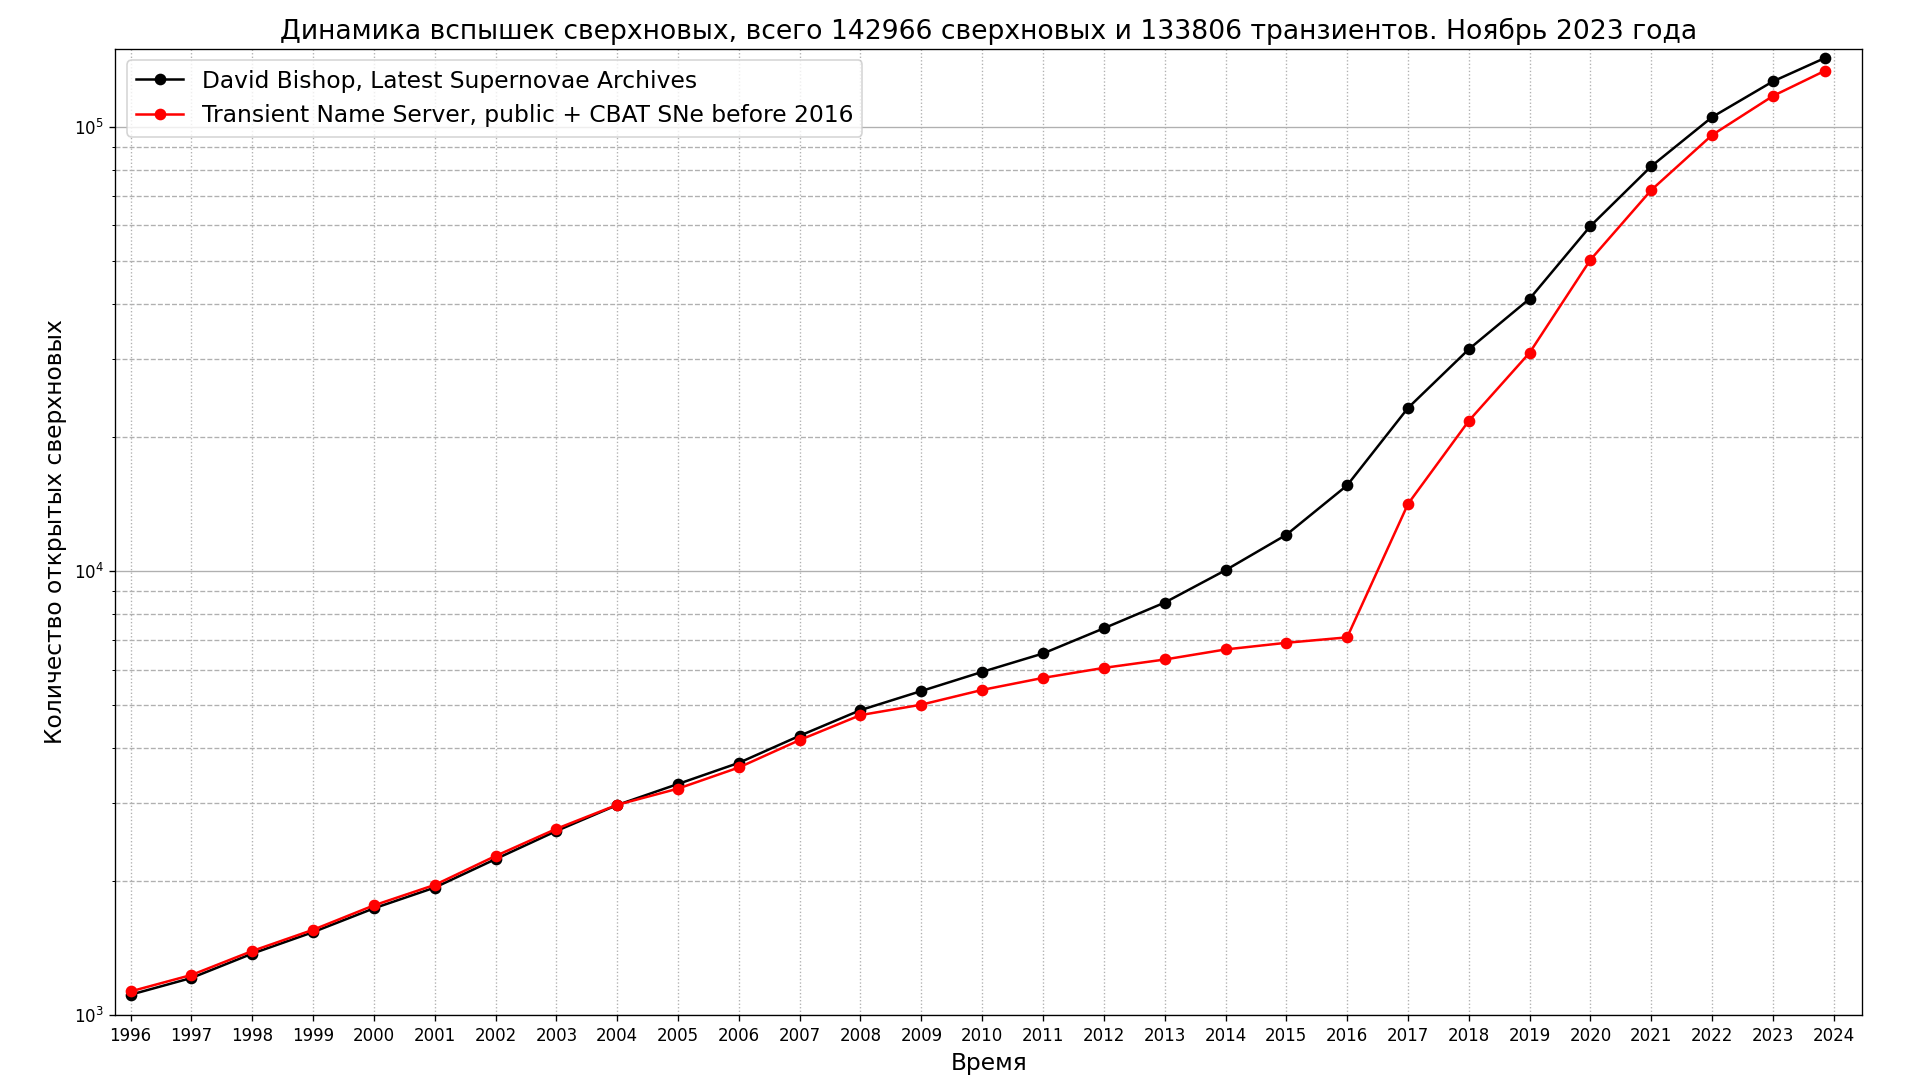 Динамика вспышек сверхновых, всего 142966 сверхновых и 133806 транзиентов. Ноябрь 2023 года
David Bishop, Latest Supernovae Archives
Transient Name Server, public + CBAT SNe before 2016
10⁵
10⁴
10³
Количество открытых сверхновых
1996 1997 1998 1999 2000 2001 2002 2003 2004 2005 2006 2007 2008 2009 2010 2011 2012 2013 2014 2015 2016 2017 2018 2019 2020 2021 2022 2023 2024
Время